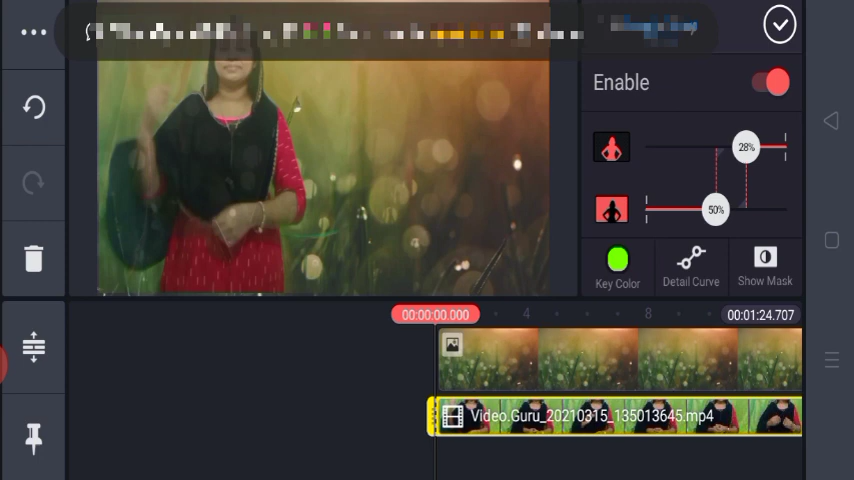 Enable
28%
50%
Key Color
Detail Curve
Show Mask
00:00:00.000
4
8
00:01:24.707
Video.Guru_20210315_135013645.mp4